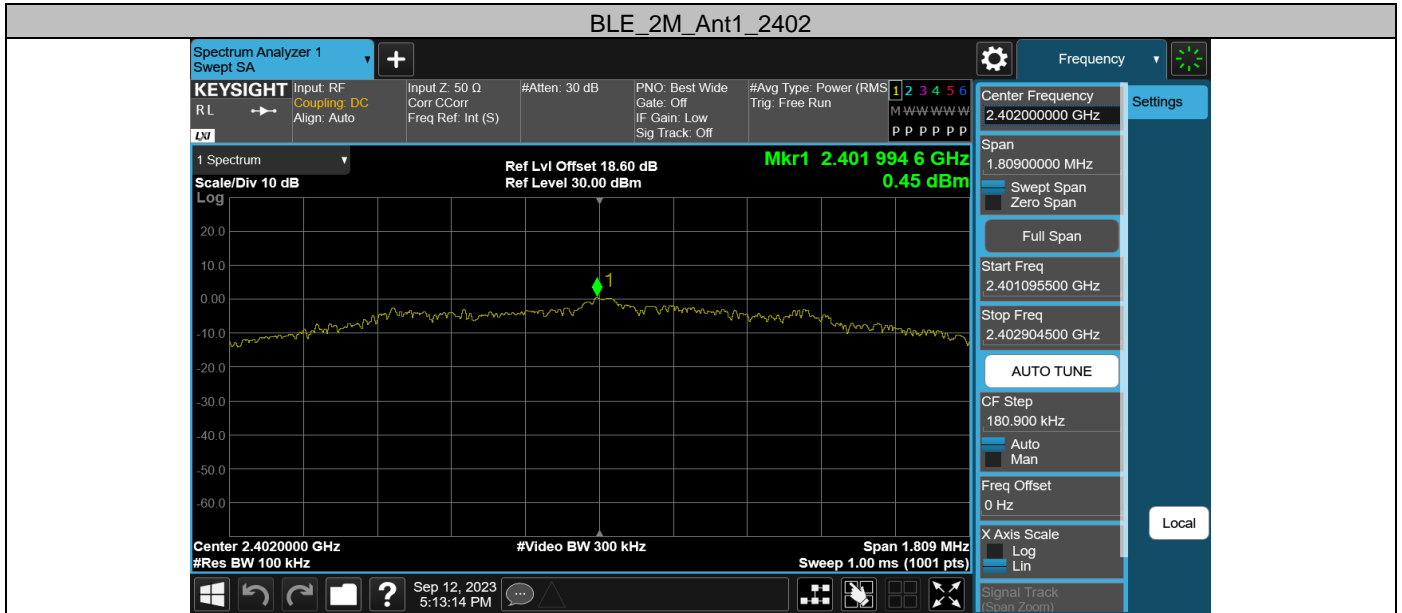 BLE_2M_Ant1_2402
Spectrum Analyzer 1
Swept SA
+
Frequency
KEYSIGHT
RL
LXI
Input: RF
Coupling: DC
Align: Auto
Input Z: 50 Ω
Corr CCorr
Freq Ref: Int (S)
#Atten: 30 dB
PNO: Best Wide
Gate: Off
IF Gain: Low
Sig Track: Off
#Avg Type: Power (RMS
Trig: Free Run
1 2 3 4 5 6
M W W W W W
P P P P P P
1 Spectrum
Scale/Div 10 dB
Ref Lvl Offset 18.60 dB
Ref Level 30.00 dBm
Mkr1 2.401 994 6 GHz
0.45 dBm
Log
20.0
10.0
0.00
-10.0
-20.0
-30.0
-40.0
-50.0
-60.0
1
Center 2.4020000 GHz
#Video BW 300 kHz
Span 1.809 MHz
#Res BW 100 kHz
Sweep 1.00 ms (1001 pts)
Center Frequency
2.402000000 GHz
Settings
Span
1.80900000 MHz
Swept Span
Zero Span
Full Span
Start Freq
2.401095500 GHz
Stop Freq
2.402904500 GHz
AUTO TUNE
CF Step
180.900 kHz
Auto
Man
Freq Offset
0 Hz
X Axis Scale
Log
Lin
Local
Signal Track
(Span Zoom)
?
Sep 12, 2023
5:13:14 PM